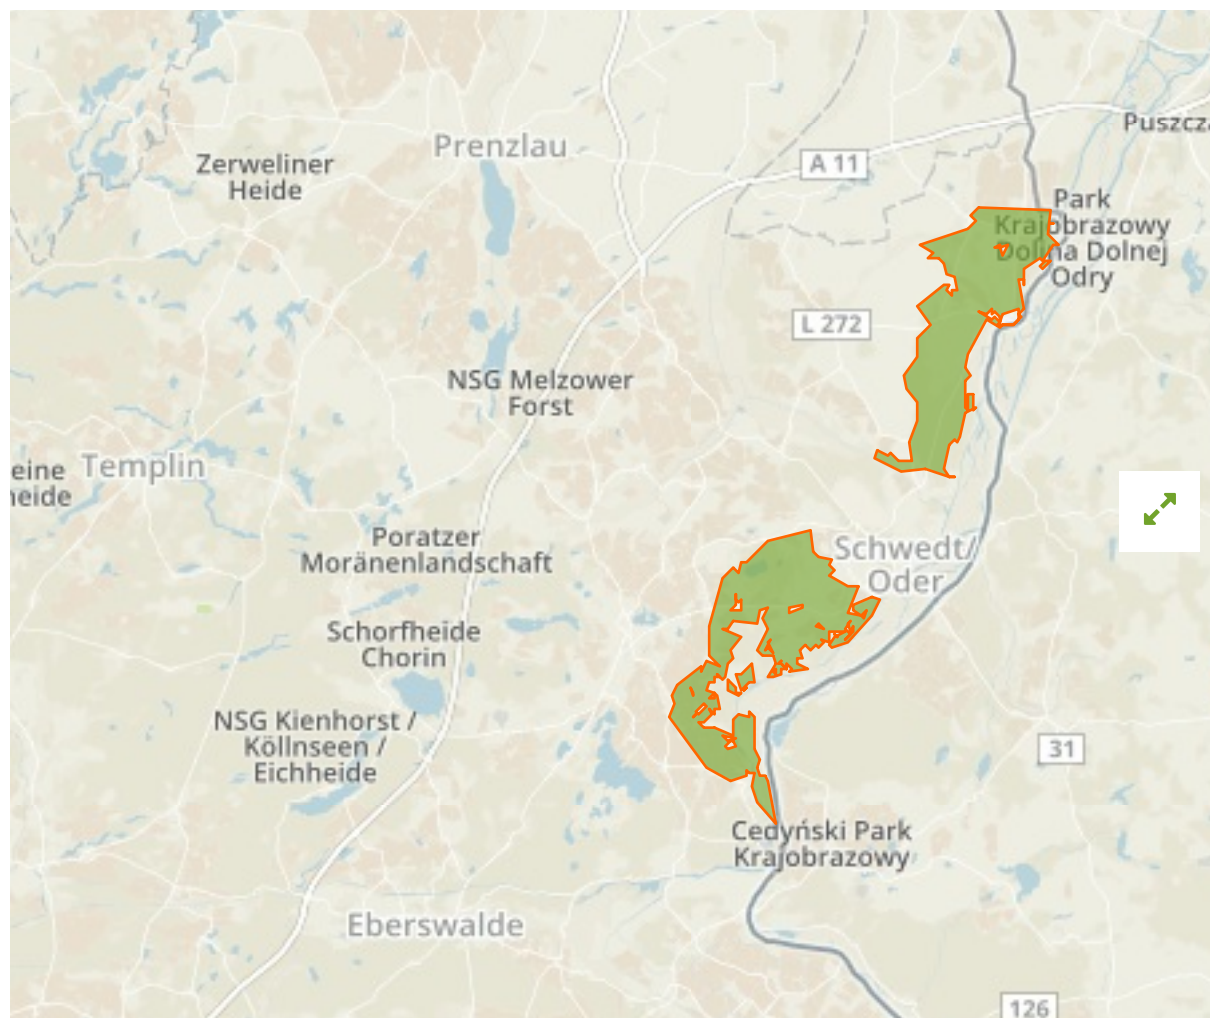 Puszcza
Prenzlau
A 11
Zerweliner
Heide
Park
Krajobrazowy
Dolina Dolnej
Odry
L 272
NSG Melzower
Forst
eine
heide
Templin
Poratzer
Moränenlandschaft
Schwedt/
Oder
Schorfheide
Chorin
NSG Kienhorst /
Köllnseen /
Eichheide
31
Cedyński Park
Krajobrazowy
Eberswalde
126